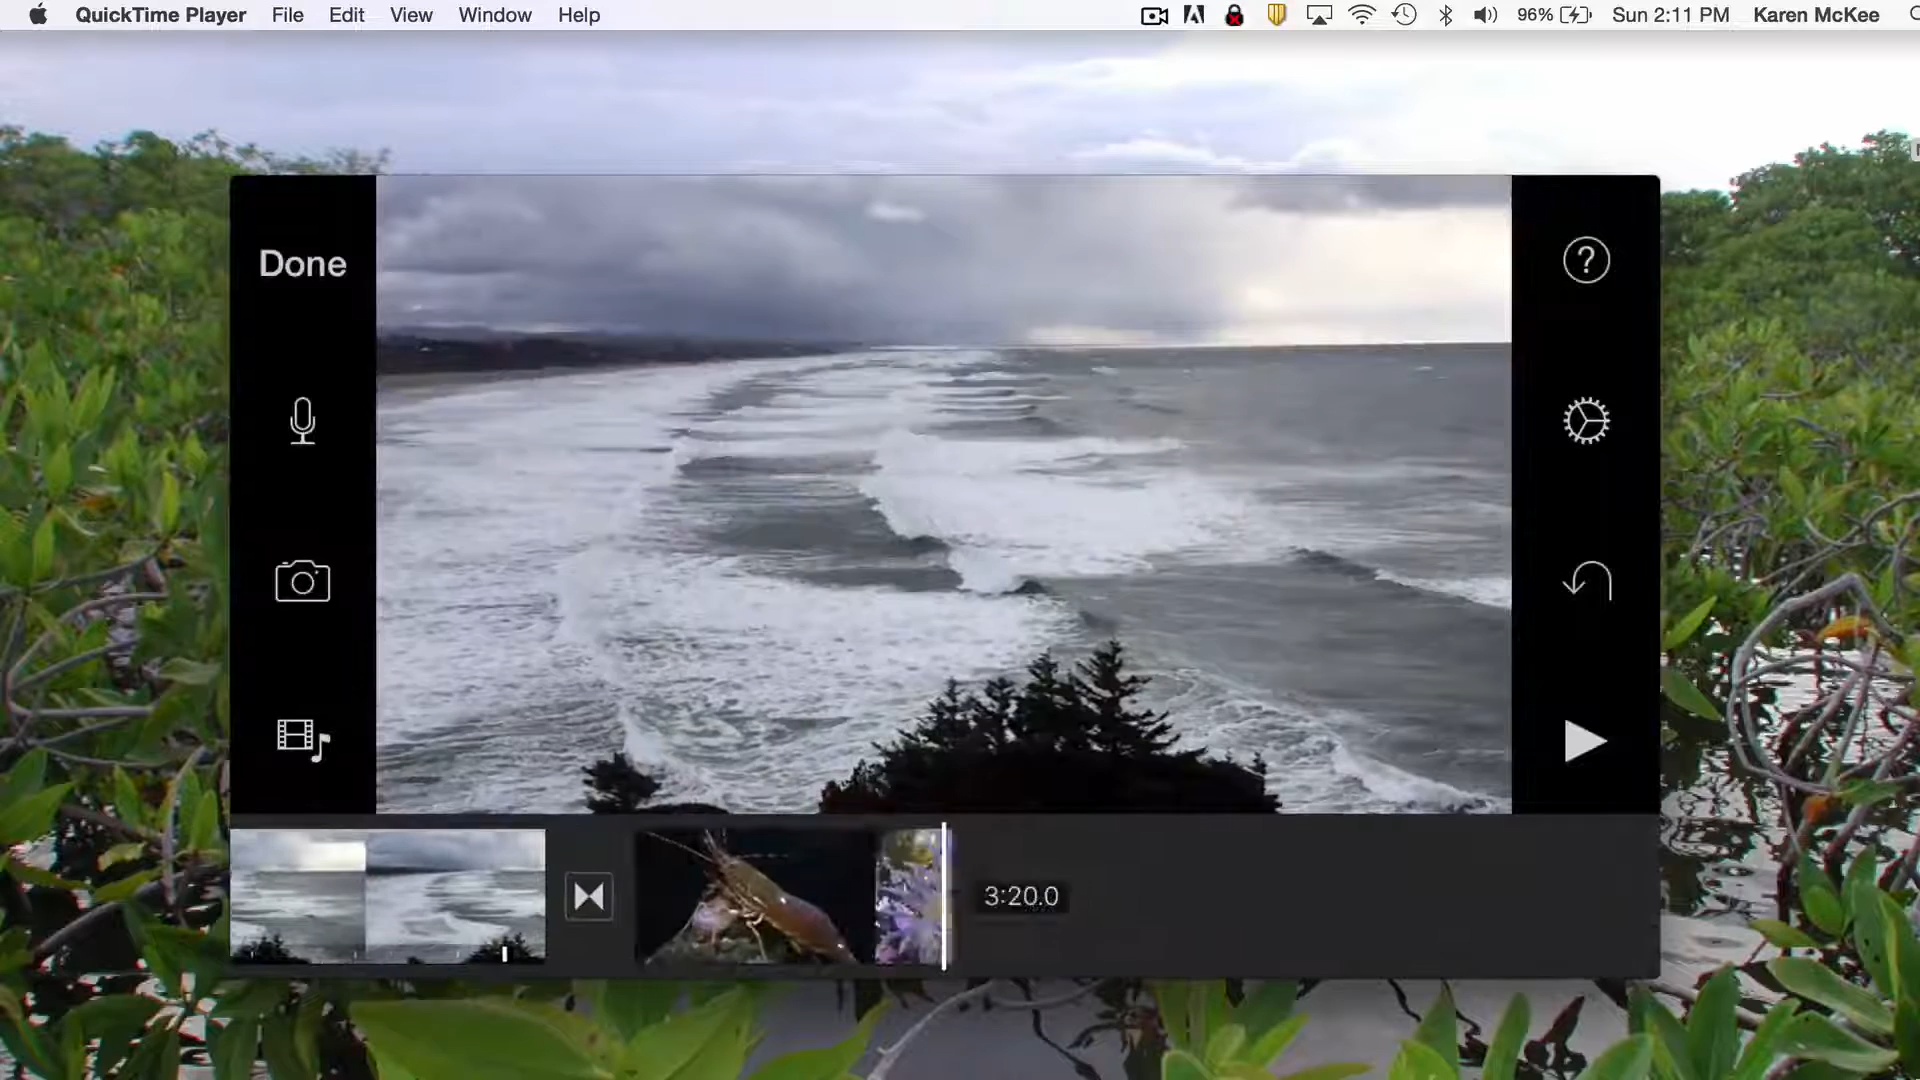 QuickTime Player File Edit View Window Help 96% Sun 2:11 PM Karen McKee
Done
?
3:20.0